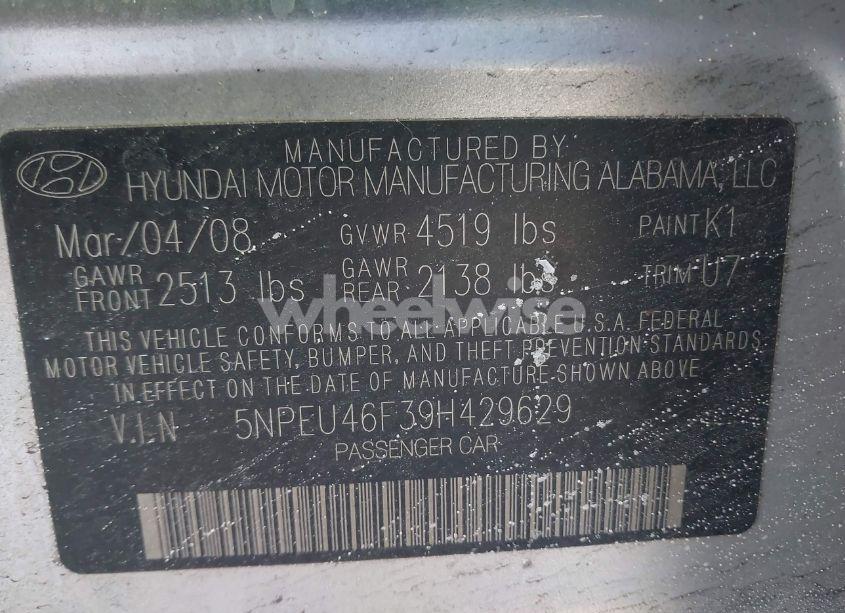 MANUFACTURED BY
HYUNDAI MOTOR MANUFACTURING ALABAMA, LLC
Mar/04/08 GVWR 4519 lbs PAINT K1
GAWR FRONT 2513 lbs GAWR REAR 2138 lbs TRIM U7
wheelwise
THIS VEHICLE CONFORMS TO ALL APPLICABLE U.S.A. FEDERAL
MOTOR VEHICLE SAFETY, BUMPER, AND THEFT PREVENTION STANDARDS
IN EFFECT ON THE DATE OF MANUFACTURE SHOWN ABOVE.
V.I.N 5NPEU46F39H429629
PASSENGER CAR